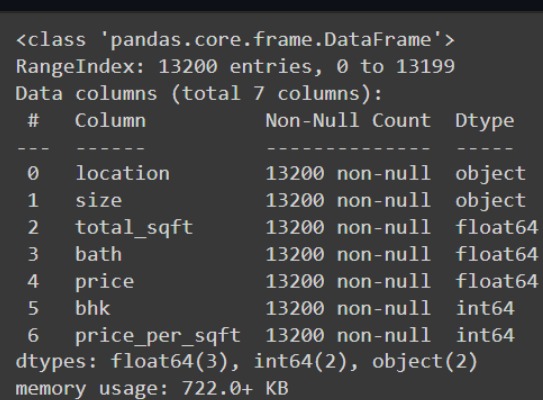 <class 'pandas.core.frame.DataFrame'>
RangeIndex: 13200 entries, 0 to 13199
Data columns (total 7 columns):
 #   Column          Non-Null Count  Dtype
---  ------          --------------  -----
 0   location        13200 non-null  object
 1   size            13200 non-null  object
 2   total_sqft      13200 non-null  float64
 3   bath            13200 non-null  float64
 4   price           13200 non-null  float64
 5   bhk             13200 non-null  int64
 6   price_per_sqft  13200 non-null  int64
dtypes: float64(3), int64(2), object(2)
memory usage: 722.0+ KB